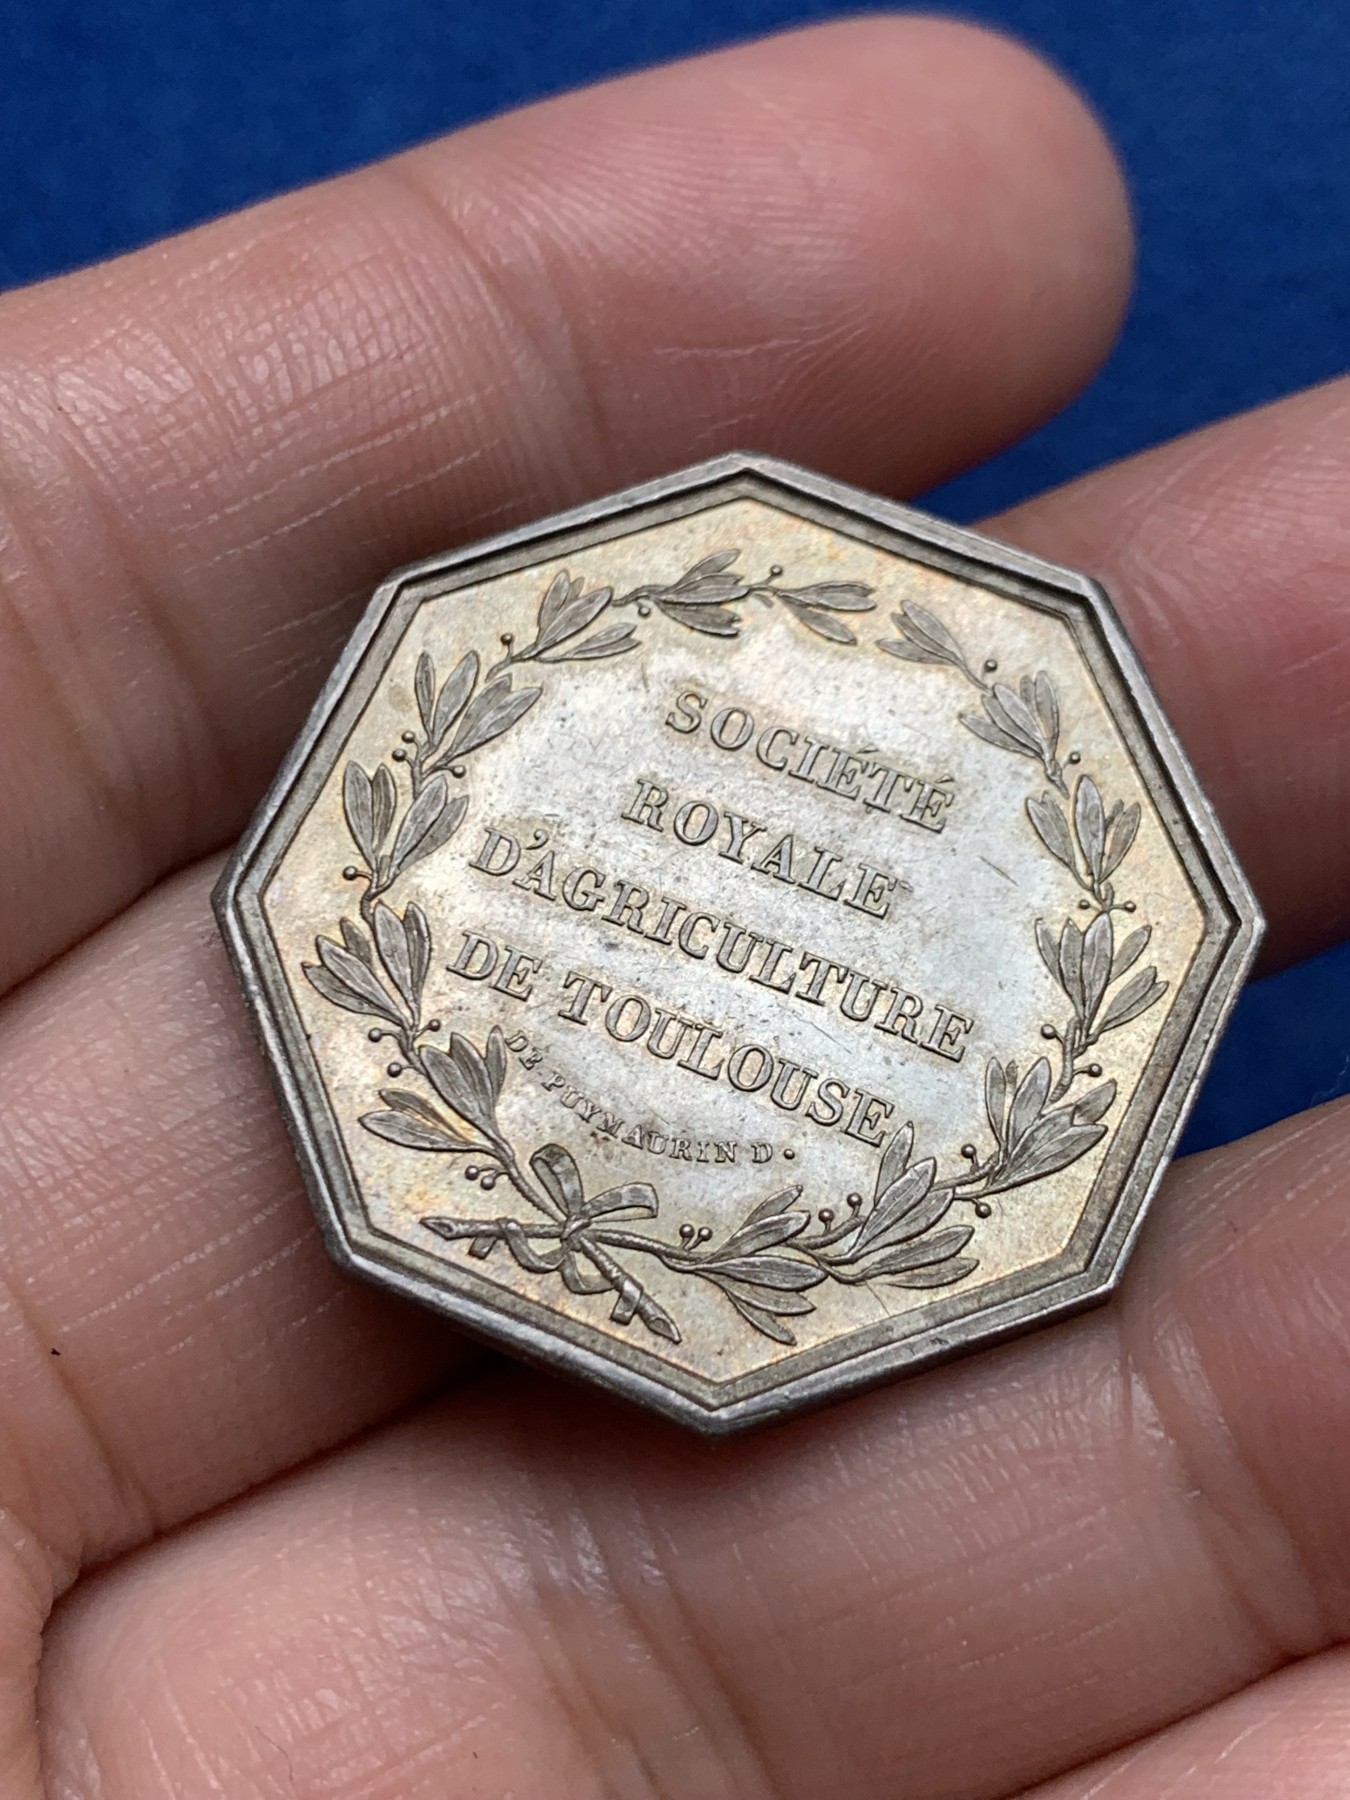 SOCIÉTÉ
ROYALE
D'AGRICULTURE
DE TOULOUSE
DE PUYMAURIN D.